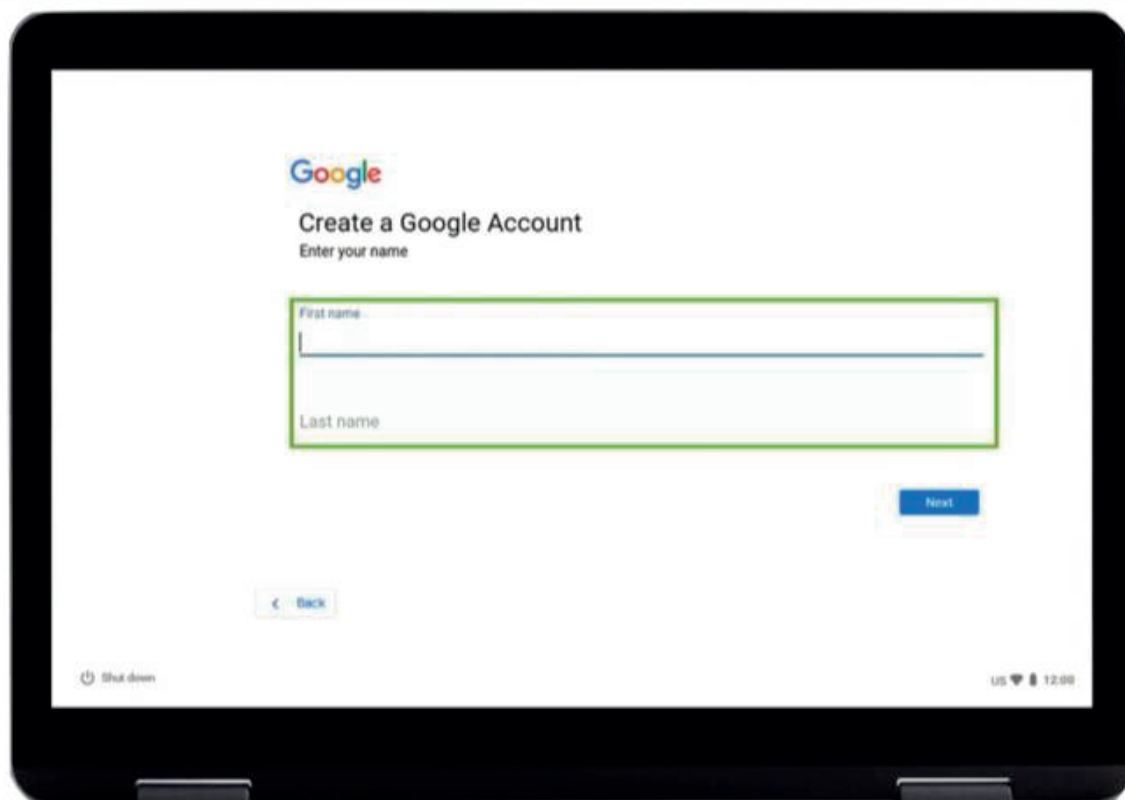 Google
Create a Google Account
Enter your name
First name
Last name
Next
Back
Shut down
US 12:00